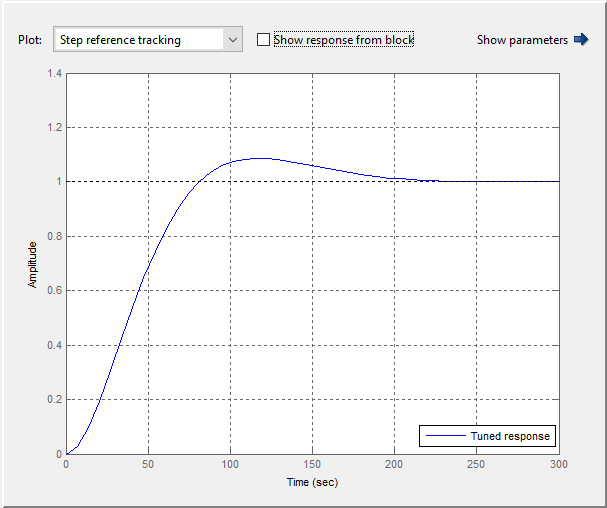 Plot: Step reference tracking Show response from block Show parameters
1.4
1.2
1
0.8
0.6
0.4
0.2
0
Amplitude
Tuned response
0 50 100 150 200 250 300
Time (sec)